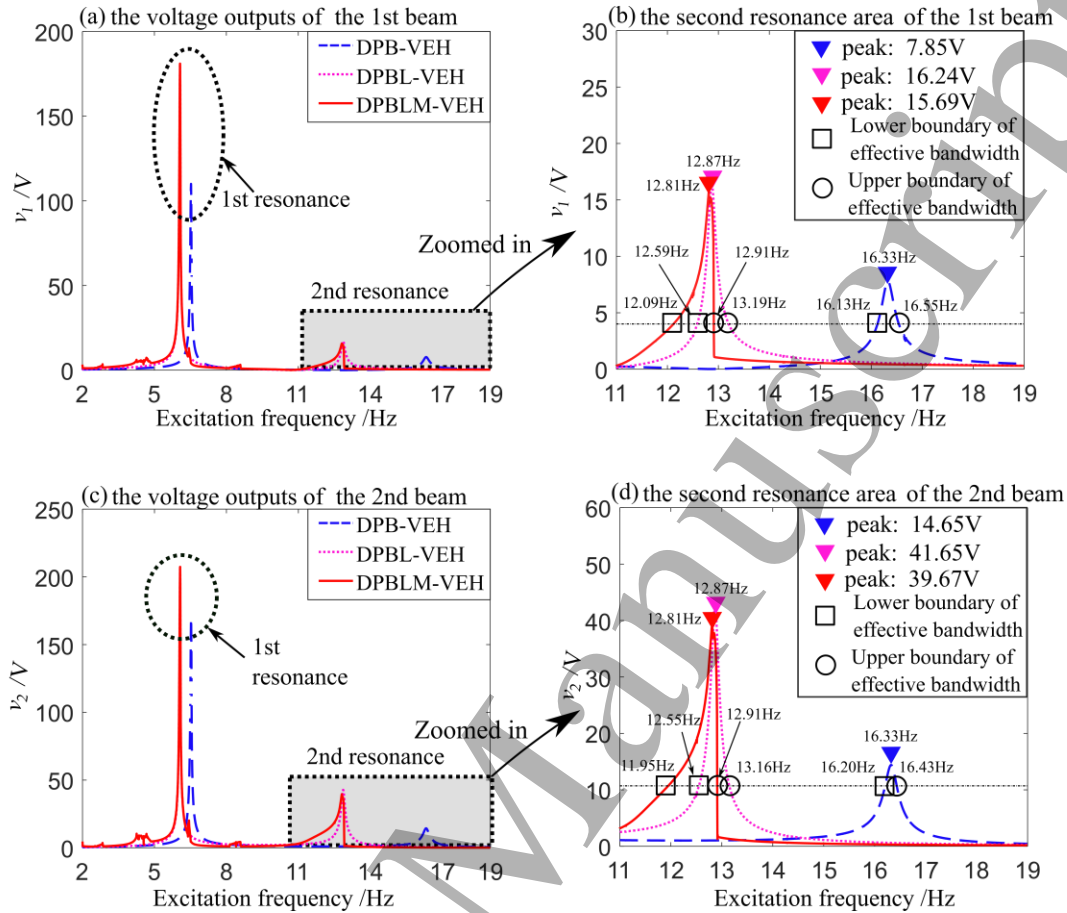 (a) the voltage outputs of the 1st beam
200
150
100
50
0
v1 /V
DPB-VEH
DPBL-VEH
DPBLM-VEH
1st resonance
2nd resonance
Zoomed in
2 5 8 11 14 16 19
Excitation frequency /Hz
(b) the second resonance area of the 1st beam
30
25
20
15
10
5
0
v1 /V
peak: 7.85V
peak: 16.24V
peak: 15.69V
Lower boundary of
effective bandwidth
Upper boundary of
effective bandwidth
12.87Hz
12.81Hz
12.59Hz
12.91Hz
16.33Hz
12.09Hz
13.19Hz
16.13Hz
16.55Hz
11 12 13 14 15 16 17 18 19
Excitation frequency /Hz
(c) the voltage outputs of the 2nd beam
250
200
150
100
50
0
v2 /V
DPB-VEH
DPBL-VEH
DPBLM-VEH
1st
resonance
2nd resonance
Zoomed in
2 5 8 11 13 16 19
Excitation frequency /Hz
(d) the second resonance area of the 2nd beam
60
50
40
30
20
10
0
v2 /V
peak: 14.65V
peak: 41.65V
peak: 39.67V
Lower boundary of
effective bandwidth
Upper boundary of
effective bandwidth
12.87Hz
12.81Hz
12.55Hz
12.91Hz
16.33Hz
11.95Hz
13.16Hz
16.20Hz
16.43Hz
11 12 13 14 15 16 17 18 19
Excitation frequency /Hz
Manuscript